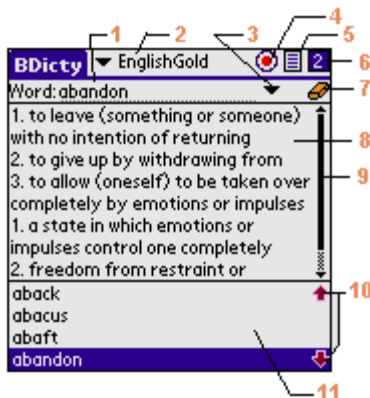 1 2 3 4
5
BDicty EnglishGold 2 6
Word: abandon 7
1. to leave (something or someone)
with no intention of returning 8
2. to give up by withdrawing from
3. to allow (oneself) to be taken over 9
completely by emotions or impulses
1. a state in which emotions or
impulses control one completely
2. freedom from restraint or
aback 10
abacus
abaft
abandon
11